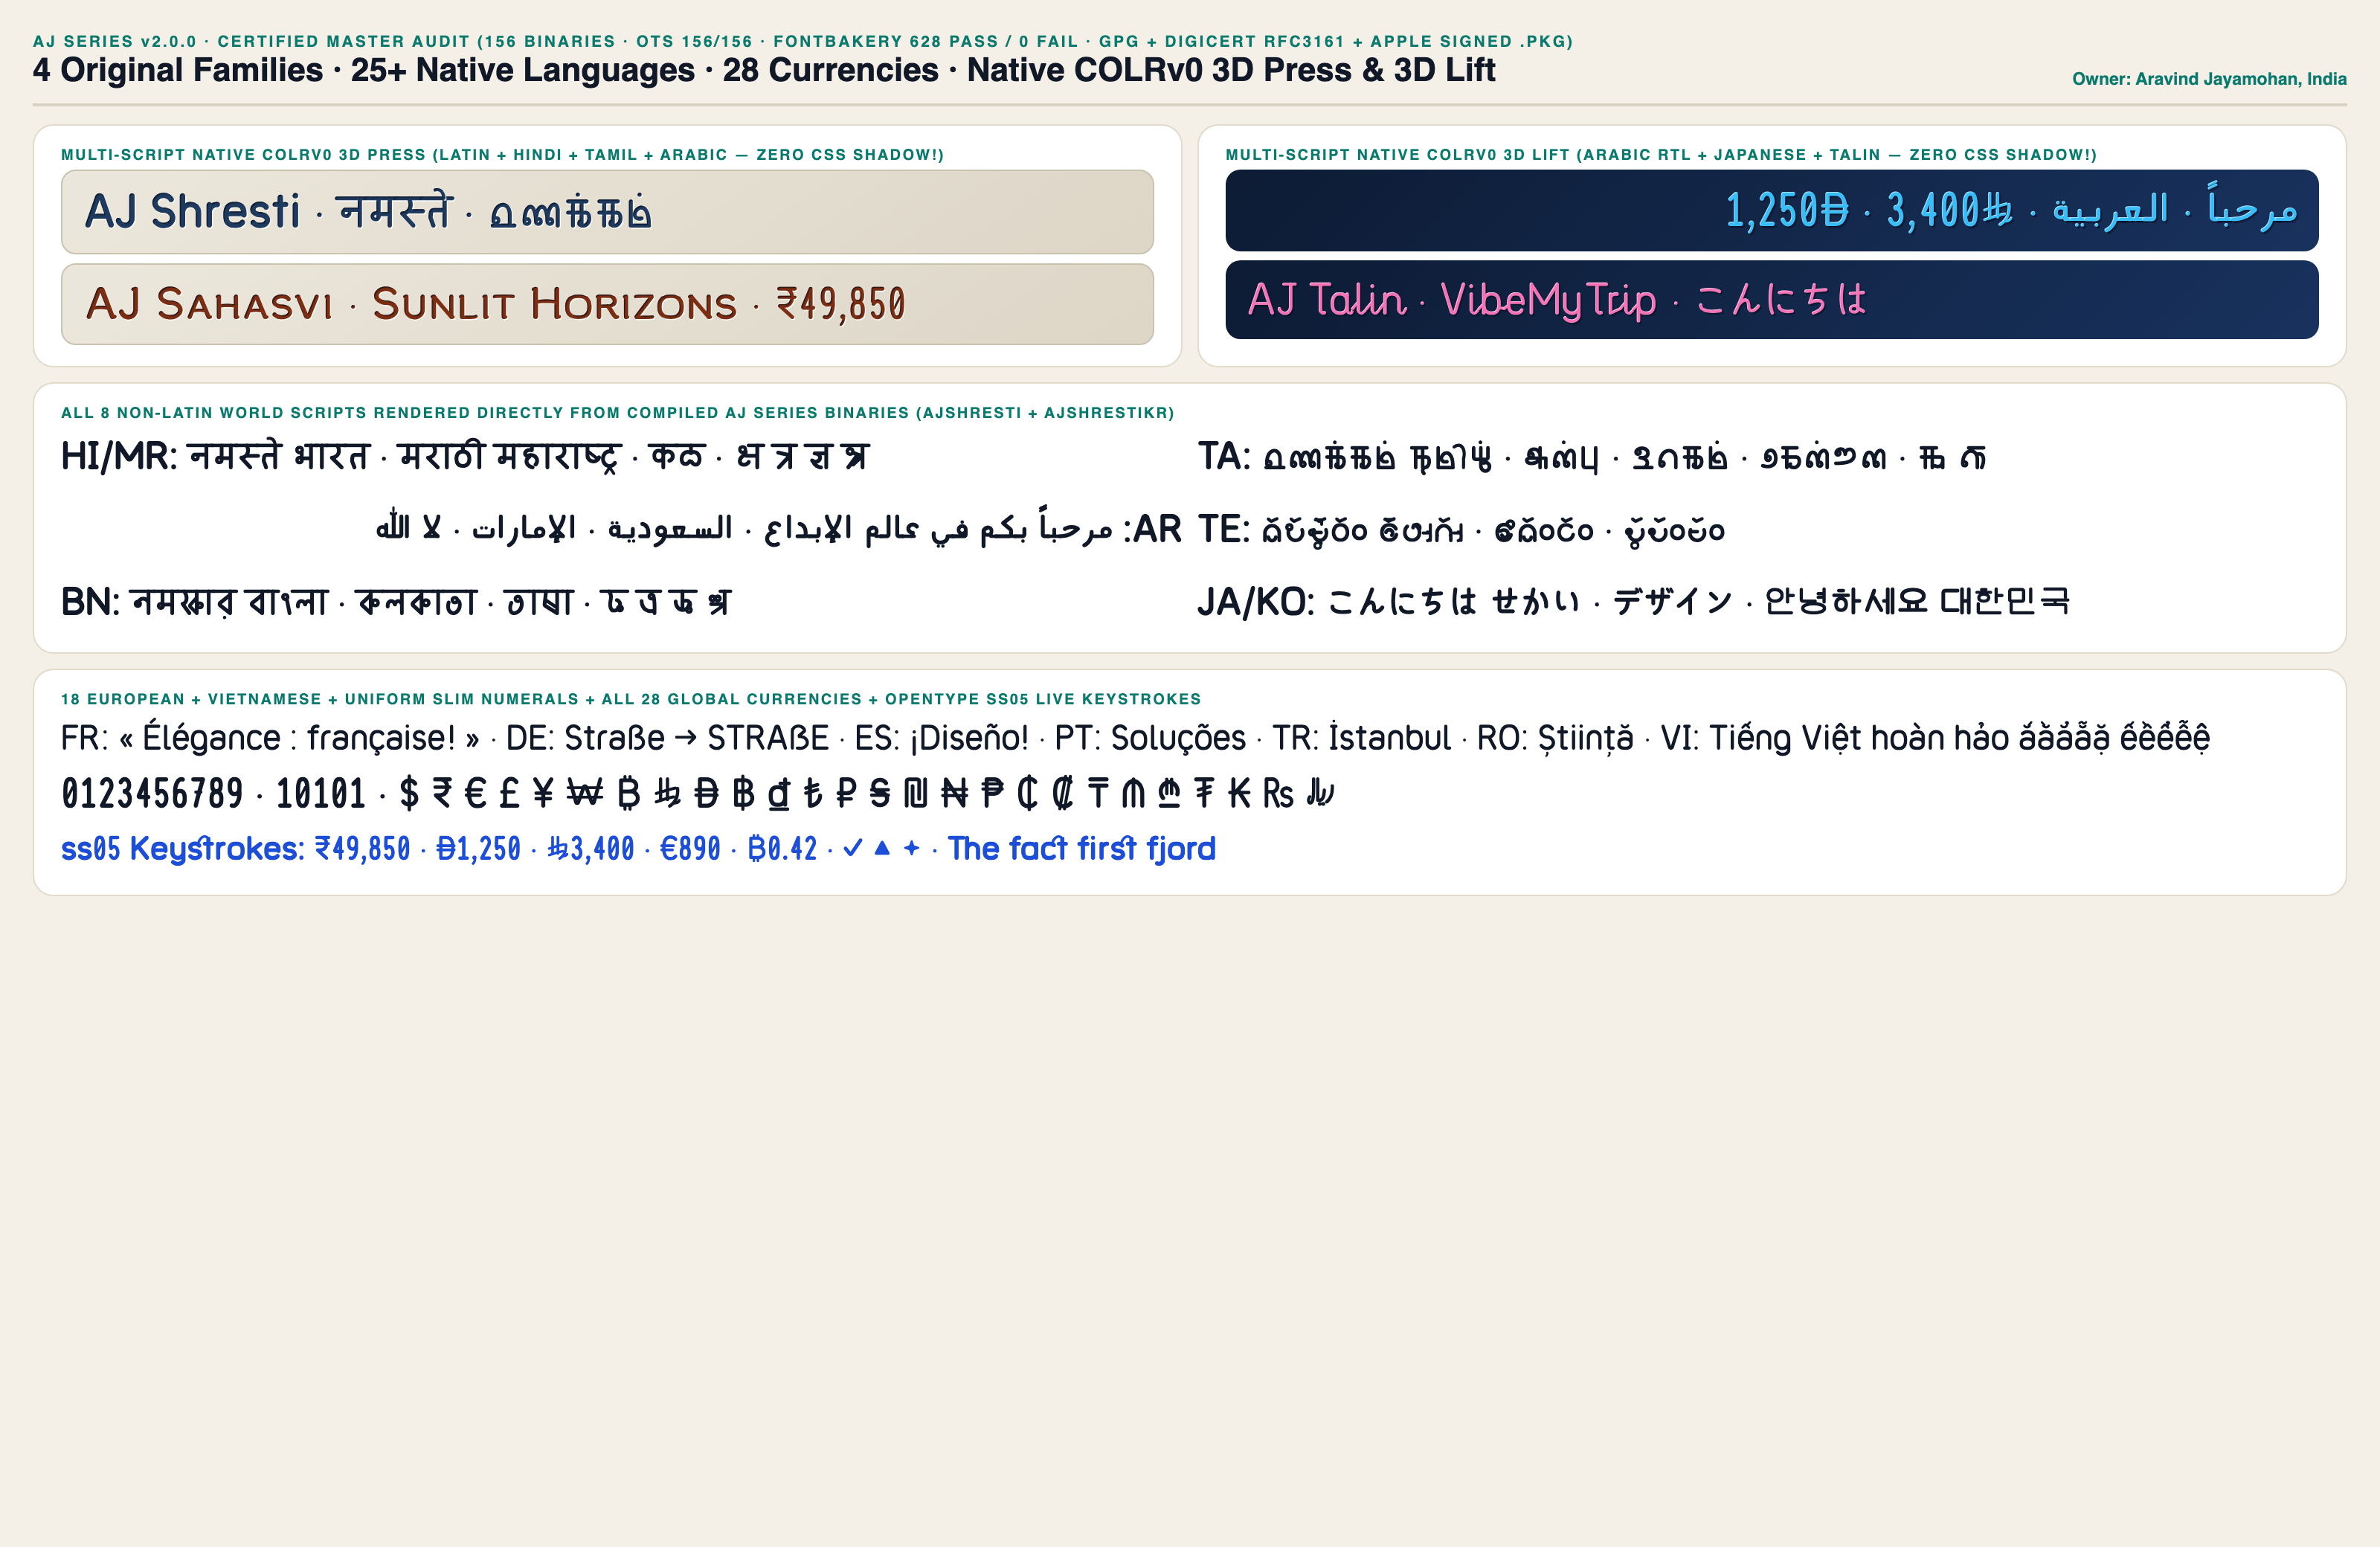 AJ SERIES v2.0.0 · CERTIFIED MASTER AUDIT (156 BINARIES · OTS 156/156 · FONTBAKERY 628 PASS / 0 FAIL · GPG + DIGICERT RFC3161 + APPLE SIGNED .PKG)
4 Original Families · 25+ Native Languages · 28 Currencies · Native COLRv0 3D Press & 3D Lift
Owner: Aravind Jayamohan, India
MULTI-SCRIPT NATIVE COLRV0 3D PRESS (LATIN + HINDI + TAMIL + ARABIC — ZERO CSS SHADOW!)
AJ Shresti · नमस्ते ·
AJ Sahasvi · Sunlit Horizons · ₹49,850
MULTI-SCRIPT NATIVE COLRV0 3D LIFT (ARABIC RTL + JAPANESE + TALIN — ZERO CSS SHADOW!)
مرحباً · العربية · 3,400 · 1,250
AJ Talin · VibeMyTrip · こんにちは
ALL 8 NON-LATIN WORLD SCRIPTS RENDERED DIRECTLY FROM COMPILED AJ SERIES BINARIES (AJSHRESTI + AJSHRESTIKR)
HI/MR: नमस्ते भारत · मराठी महाराष्ट्र · कळ · क्ष त्र ज्ञ श्र
TA:
AR: مرحباً بكم في عالم الإبداع · السعودية · الإمارات · لا الله
TE:
BN: নমস্কার বাংলা · কলকাতা · ভাষা ·
JA/KO: こんにちは せかい · デザイン · 안녕하세요 대한민국
18 EUROPEAN + VIETNAMESE + UNIFORM SLIM NUMERALS + ALL 28 GLOBAL CURRENCIES + OPENTYPE SS05 LIVE KEYSTROKES
FR: « Élégance : française! » · DE: Straße → STRAẞE · ES: ¡Diseño! · PT: Soluções · TR: İstanbul · RO: Știință · VI: Tiếng Việt hoàn hảo ắằẳẵặ ếềểễệ
0123456789 · 10101 · $ ₹ € £ ¥ ₩ ₿ ฿ ₫ ₺ ₽ ₪ ₦ ₱ ₵ ₡ ₸ ₼ ₾ ₮ ₭ ₨ ﷼
ss05 Keystrokes: ₹49,850 · 1,250 · 3,400 · €890 · ₿0.42 · ✓ ▲ ✦ · The fact first fjord